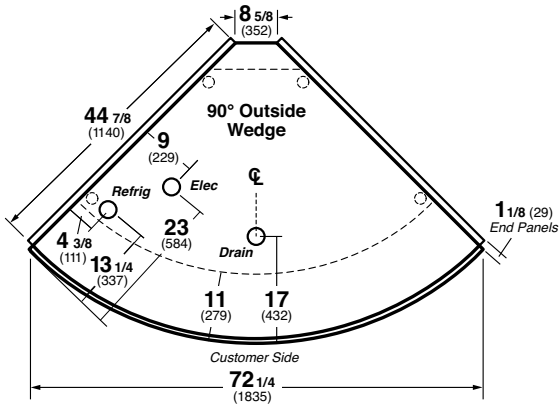 8 5/8
(352)
44 7/8
(1140)
90° Outside
Wedge
9
(229)
Refrig
Elec
℄
1 1/8 (29)
End Panels
23
(584)
4 3/8
(111)
Drain
13 1/4
(337)
11
(279)
17
(432)
Customer Side
72 1/4
(1835)